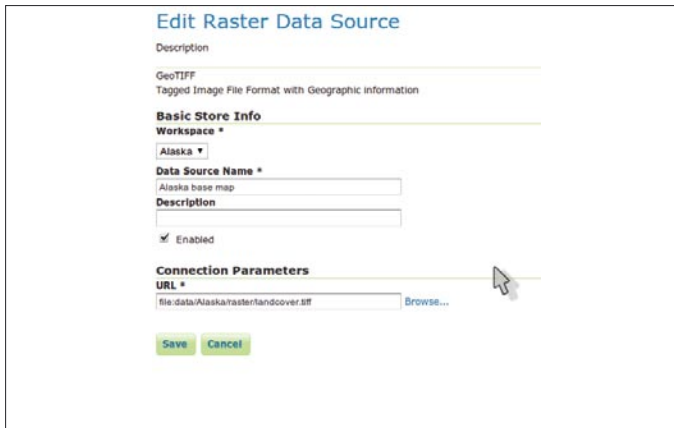 Edit Raster Data Source
Description
GeoTIFF
Tagged Image File Format with Geographic information
Basic Store Info
Workspace *
Alaska
Data Source Name *
Alaska base map
Description
Enabled
Connection Parameters
URL *
file:data/Alaska/raster/landcover.tiff
Browse...
Save Cancel